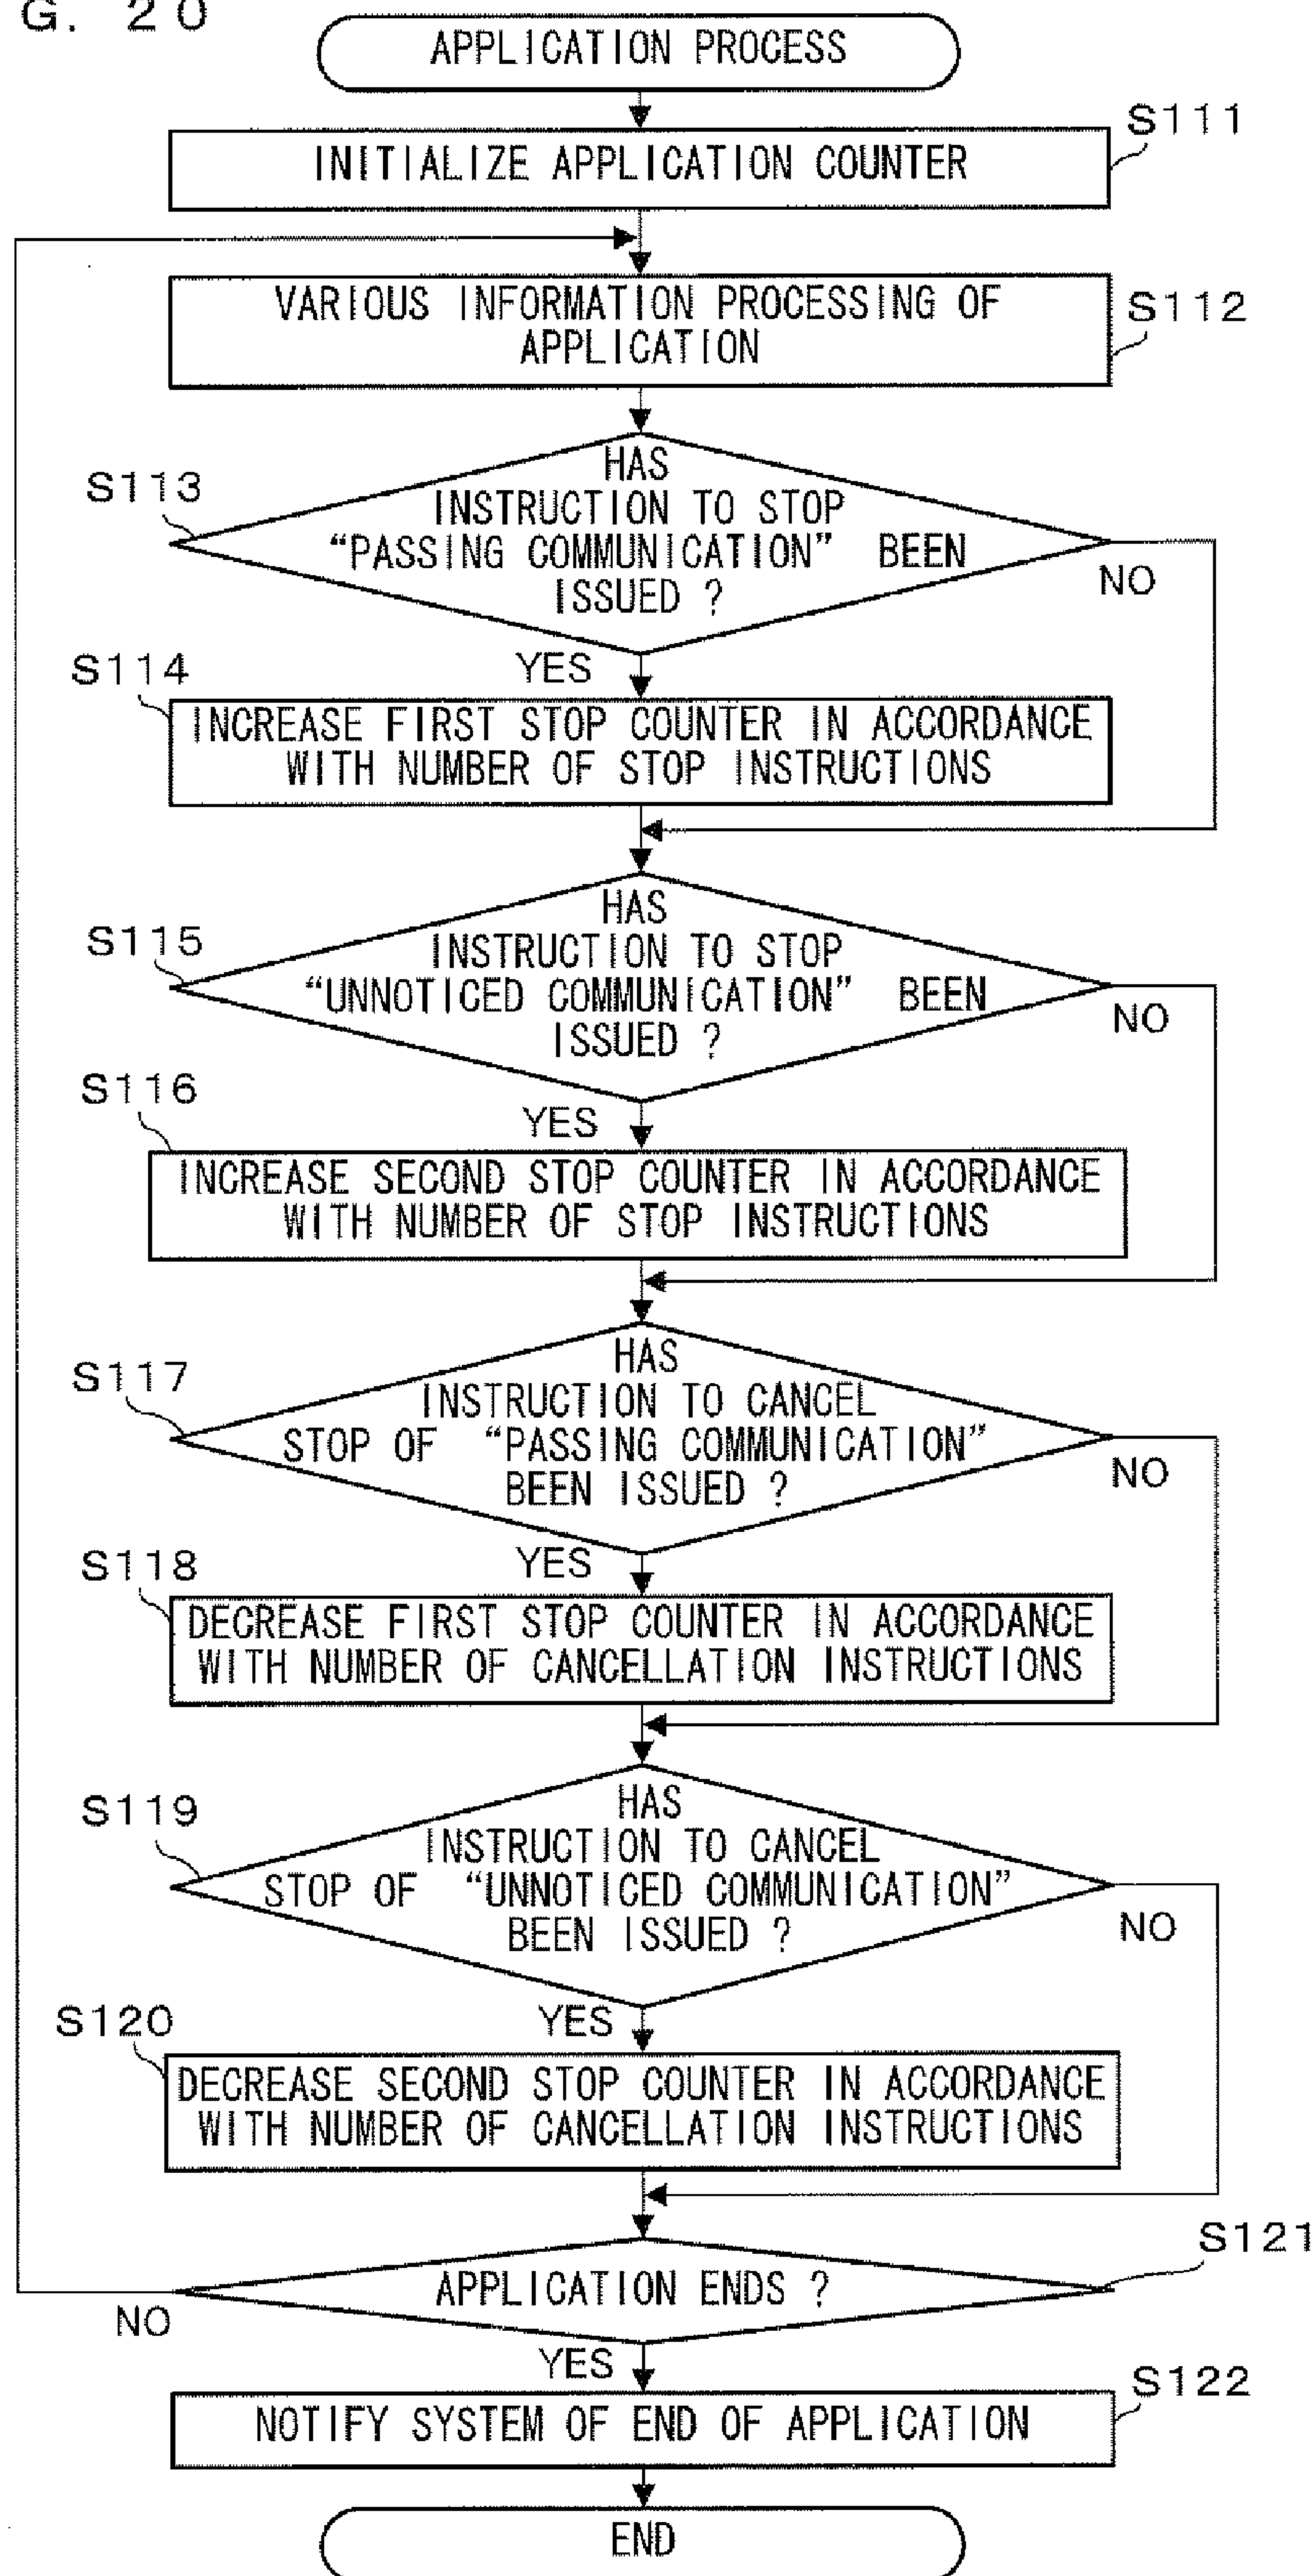 G. 20
APPLICATION PROCESS
S111
INITIALIZE APPLICATION COUNTER
S112
VARIOUS INFORMATION PROCESSING OF
APPLICATION
S113
HAS
INSTRUCTION TO STOP
“PASSING COMMUNICATION” BEEN
ISSUED ?
NO
YES
S114
INCREASE FIRST STOP COUNTER IN ACCORDANCE
WITH NUMBER OF STOP INSTRUCTIONS
S115
HAS
INSTRUCTION TO STOP
“UNNOTICED COMMUNICATION” BEEN
ISSUED ?
NO
YES
S116
INCREASE SECOND STOP COUNTER IN ACCORDANCE
WITH NUMBER OF STOP INSTRUCTIONS
S117
HAS
INSTRUCTION TO CANCEL
STOP OF “PASSING COMMUNICATION”
BEEN ISSUED ?
NO
YES
S118
DECREASE FIRST STOP COUNTER IN ACCORDANCE
WITH NUMBER OF CANCELLATION INSTRUCTIONS
S119
HAS
INSTRUCTION TO CANCEL
STOP OF “UNNOTICED COMMUNICATION”
BEEN ISSUED ?
NO
YES
S120
DECREASE SECOND STOP COUNTER IN ACCORDANCE
WITH NUMBER OF CANCELLATION INSTRUCTIONS
S121
APPLICATION ENDS ?
NO
YES
S122
NOTIFY SYSTEM OF END OF APPLICATION
END